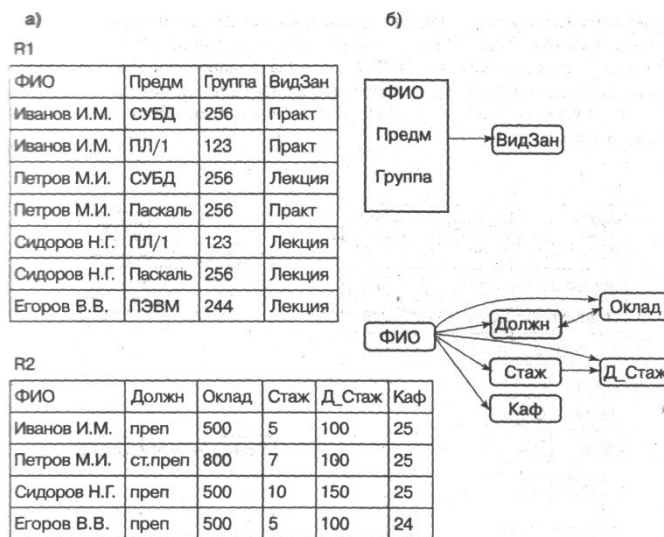 а)
R1
ФИО Предм Группа ВидЗан
Иванов И.М. СУБД 256 Практ
Иванов И.М. ПЛ/1 123 Практ
Петров М.И. СУБД 256 Лекция
Петров М.И. Паскаль 256 Практ
Сидоров Н.Г. ПЛ/1 123 Лекция
Сидоров Н.Г. Паскаль 256 Лекция
Егоров В.В. ПЭВМ 244 Лекция
R2
ФИО Должн Оклад Стаж Д_Стаж Каф
Иванов И.М. преп 500 5 100 25
Петров М.И. ст.преп 800 7 100 25
Сидоров Н.Г. преп 500 10 150 25
Егоров В.В. преп 500 5 100 24
б)
ФИО
Предм
Группа
ВидЗан
ФИО
Должн
Оклад
Стаж
Д_Стаж
Каф